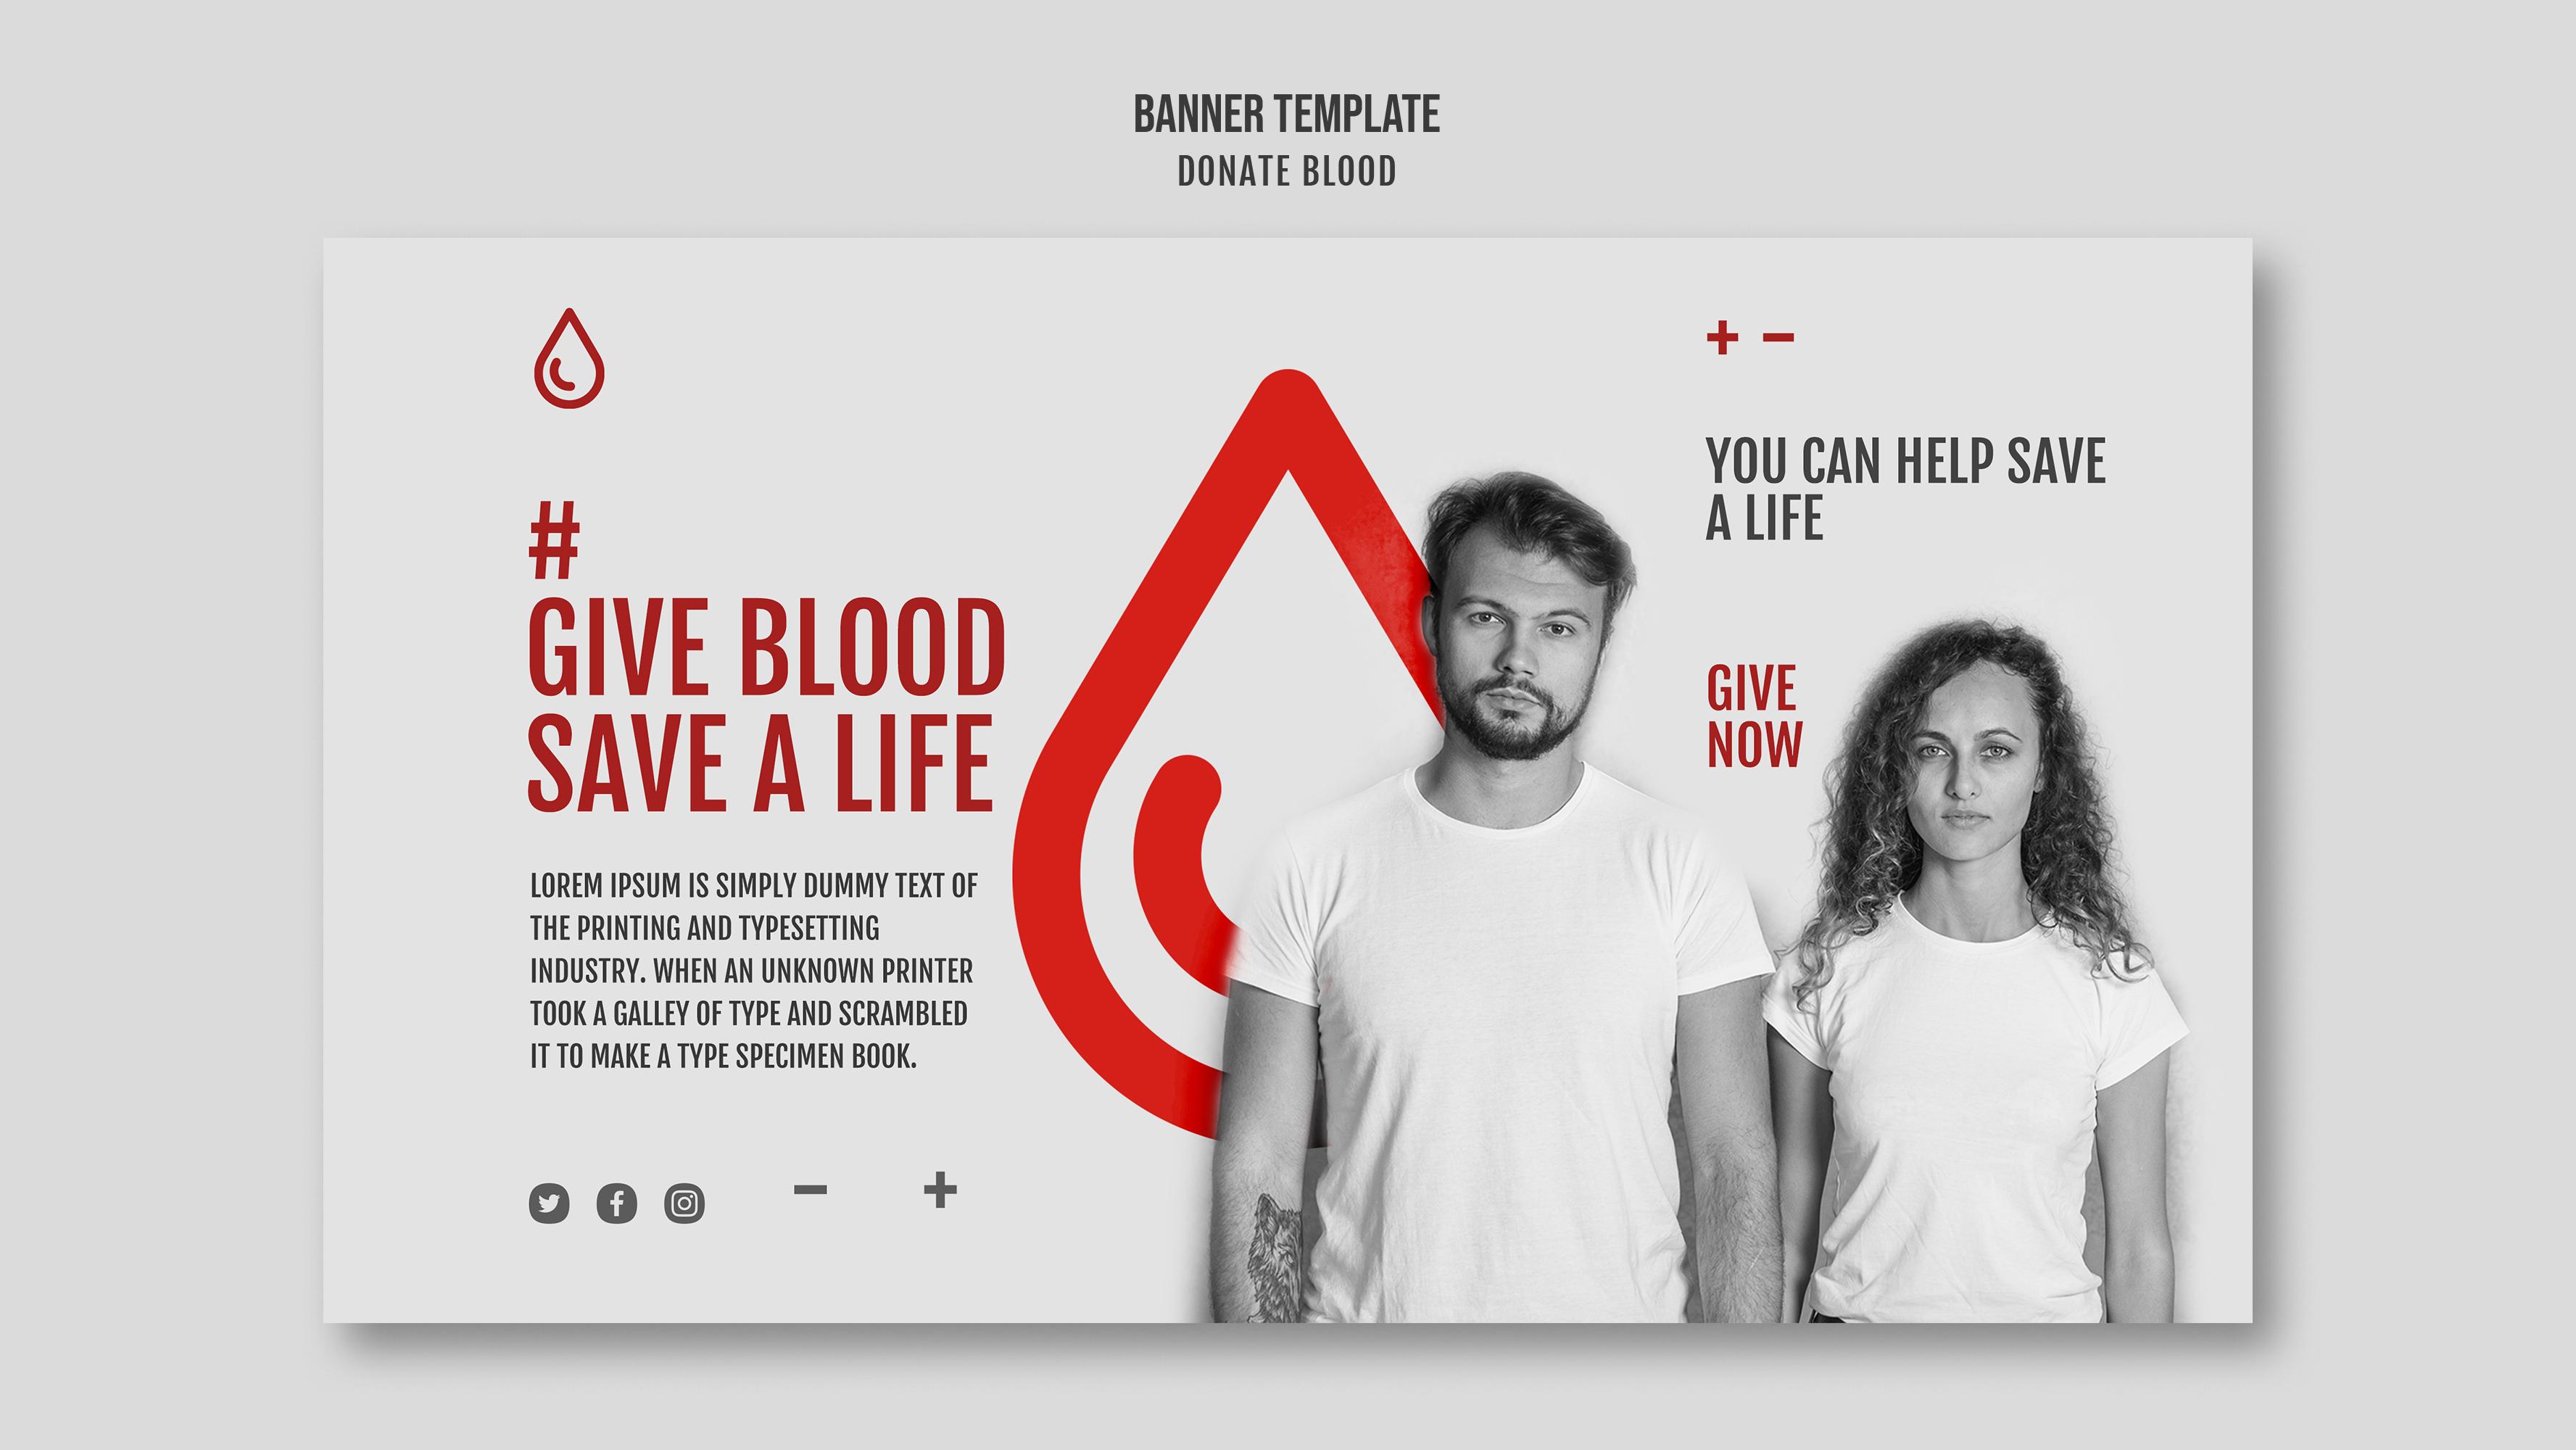 BANNER TEMPLATE
DONATE BLOOD
#
GIVE BLOOD
SAVE A LIFE
LOREM IPSUM IS SIMPLY DUMMY TEXT OF
THE PRINTING AND TYPESETTING
INDUSTRY. WHEN AN UNKNOWN PRINTER
TOOK A GALLEY OF TYPE AND SCRAMBLED
IT TO MAKE A TYPE SPECIMEN BOOK.
− +
+ −
YOU CAN HELP SAVE
A LIFE
GIVE
NOW